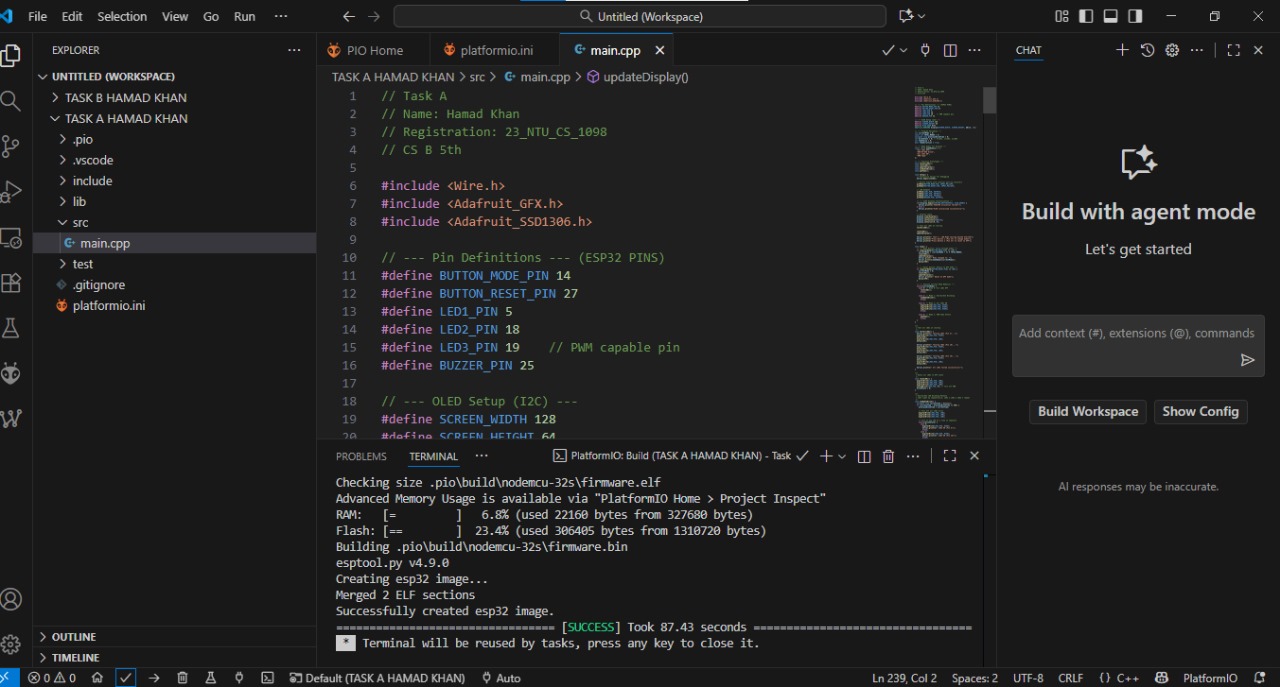 File Edit Selection View Go Run ···
Untitled (Workspace)
EXPLORER
UNTITLED (WORKSPACE)
TASK B HAMAD KHAN
TASK A HAMAD KHAN
.pio
.vscode
include
lib
src
main.cpp
test
.gitignore
platformio.ini
OUTLINE
TIMELINE
PIO Home
platformio.ini
main.cpp
TASK A HAMAD KHAN > src > main.cpp > updateDisplay()
1 // Task A
2 // Name: Hamad Khan
3 // Registration: 23_NTU_CS_1098
4 // CS B 5th
5
6 #include <Wire.h>
7 #include <Adafruit_GFX.h>
8 #include <Adafruit_SSD1306.h>
9
10 // --- Pin Definitions --- (ESP32 PINS)
11 #define BUTTON_MODE_PIN 14
12 #define BUTTON_RESET_PIN 27
13 #define LED1_PIN 5
14 #define LED2_PIN 18
15 #define LED3_PIN 19    // PWM capable pin
16 #define BUZZER_PIN 25
17
18 // --- OLED Setup (I2C) ---
19 #define SCREEN_WIDTH 128
20 #define SCREEN_HEIGHT 64
PROBLEMS TERMINAL ···
PlatformIO: Build (TASK A HAMAD KHAN) - Task
Checking size .pio\build\nodemcu-32s\firmware.elf
Advanced Memory Usage is available via "PlatformIO Home > Project Inspect"
RAM:   [=         ]   6.8% (used 22160 bytes from 327680 bytes)
Flash: [==        ]  23.4% (used 306405 bytes from 1310720 bytes)
Building .pio\build\nodemcu-32s\firmware.bin
esptool.py v4.9.0
Creating esp32 image...
Merged 2 ELF sections
Successfully created esp32 image.
================================ [SUCCESS] Took 87.43 seconds ================================
* Terminal will be reused by tasks, press any key to close it.
CHAT
Build with agent mode
Let's get started
Add context (#), extensions (@), commands
Build Workspace Show Config
AI responses may be inaccurate.
0 0 Default (TASK A HAMAD KHAN) Auto Ln 239, Col 2 Spaces: 2 UTF-8 CRLF {} C++ PlatformIO